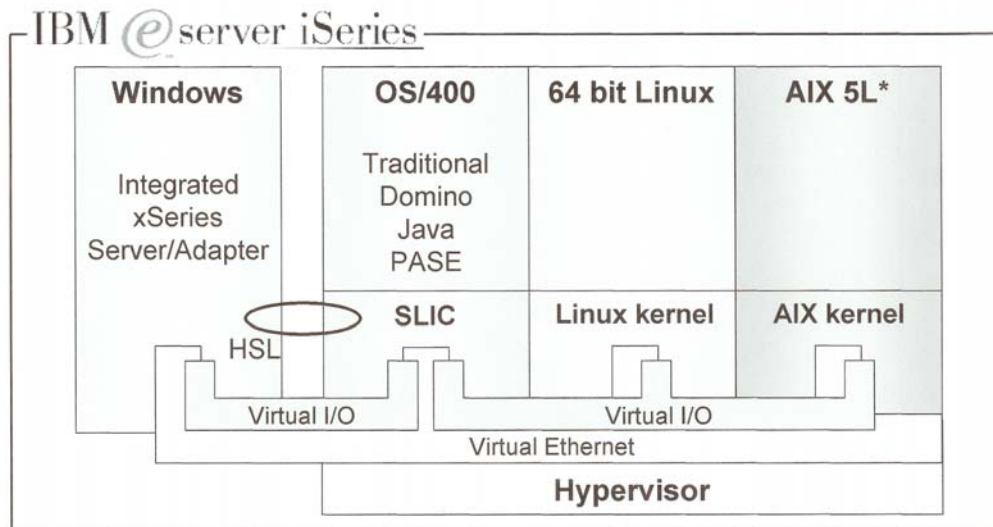 IBM e server iSeries
Windows
Integrated
xSeries
Server/Adapter
OS/400
Traditional
Domino
Java
PASE
64 bit Linux
AIX 5L*
SLIC
Linux kernel
AIX kernel
HSL
Virtual I/O
Virtual I/O
Virtual Ethernet
Hypervisor